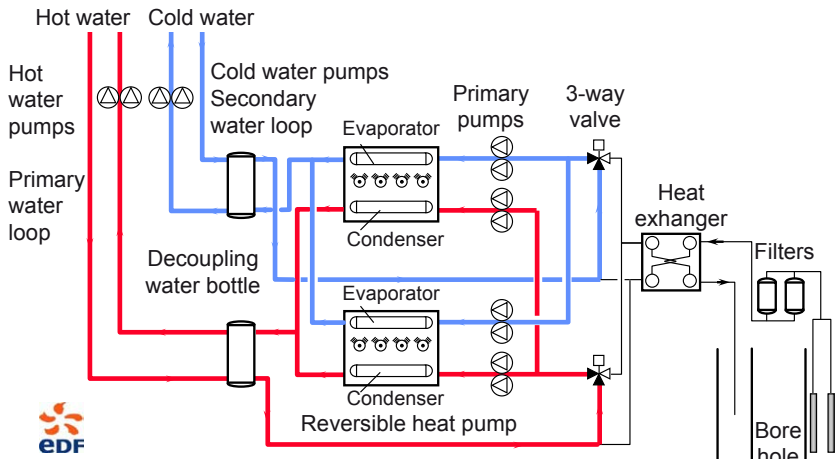 Hot water
Cold water
Hot
water
pumps
Cold water pumps
Secondary
water loop
Primary
pumps
3-way
valve
Evaporator
Primary
water
loop
Heat
exhanger
Condenser
Filters
Decoupling
water bottle
Evaporator
Condenser
Reversible heat pump
Bore
hole
eDF